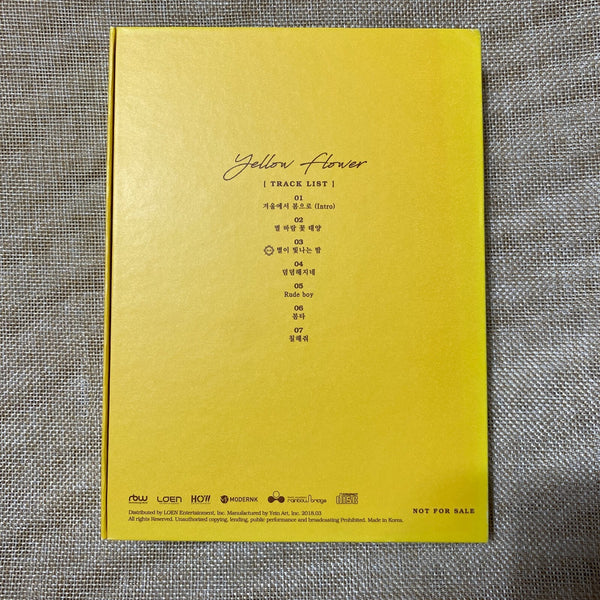 Yellow Flower
[ TRACK LIST ]
01
겨울에서 봄으로 (Intro)
02
별 바람 꽃 태양
03
별이 빛나는 밤
04
덤덤해지네
05
Rude boy
06
봄타
07
칠해줘
rbw LOEN HOW MODERNK rainbowbridge
Distributed by LOEN Entertainment, Inc. Manufactured by Yein Art, Inc. 2018.03
All rights Reserved. Unauthorized copying, lending, public performance and broadcasting Prohibited. Made in Korea.
NOT FOR SALE